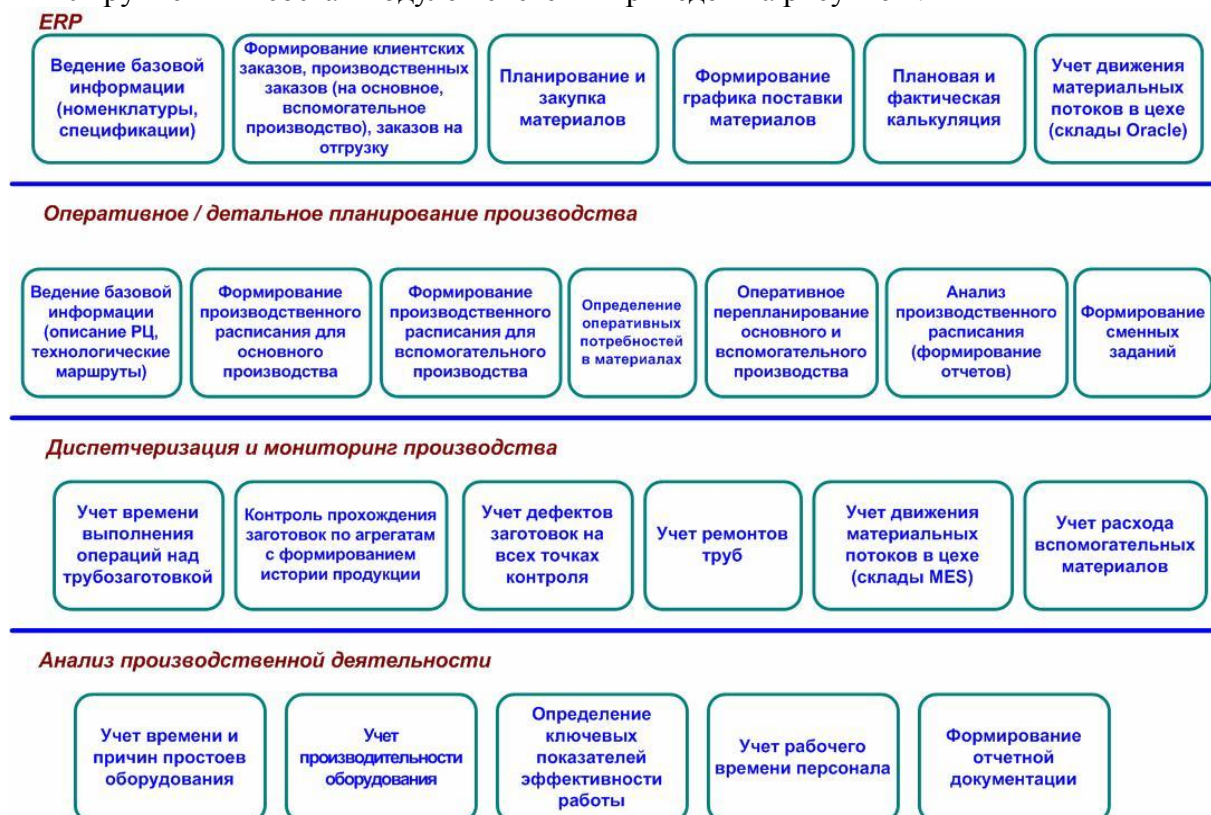 ERP
Ведение базовой
информации
(номенклатуры,
спецификации)
Формирование клиентских
заказов, производственных
заказов (на основное,
вспомогательное
производство), заказов на
отгрузку
Планирование и
закупка
материалов
Формирование
графика поставки
материалов
Плановая и
фактическая
калькуляция
Учет движения
материальных
потоков в цехе
(склады Oracle)
Оперативное / детальное планирование производства
Ведение базовой
информации
(описание РЦ,
технологические
маршруты)
Формирование
производственного
расписания для
основного
производства
Формирование
производственного
расписания для
вспомогательного
производства
Определение
оперативных
потребностей
в материалах
Оперативное
перепланирование
основного и
вспомогательного
производства
Анализ
производственного
расписания
(формирование
отчетов)
Формирование
сменных
заданий
Диспетчеризация и мониторинг производства
Учет времени
выполнения
операций над
трубозаготовкой
Контроль прохождения
заготовок по агрегатам
с формированием
истории продукции
Учет дефектов
заготовок на
всех точках
контроля
Учет ремонтов
труб
Учет движения
материальных
потоков в цехе
(склады MES)
Учет расхода
вспомогательных
материалов
Анализ производственной деятельности
Учет времени и
причин простоев
оборудования
Учет
производительности
оборудования
Определение
ключевых
показателей
эффективности
работы
Учет рабочего
времени персонала
Формирование
отчетной
документации